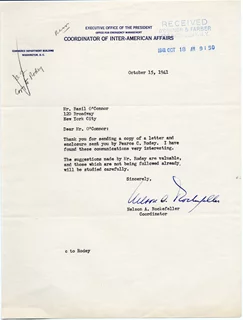 EXECUTIVE OFFICE OF THE PRESIDENT
OFFICE FOR EMERGENCY MANAGEMENT
COORDINATOR OF INTER-AMERICAN AFFAIRS
COMMERCE DEPARTMENT BUILDING
WASHINGTON, D. C.
RECEIVED
October 15, 1941
Mr. Basil O'Connor
120 Broadway
New York City
Dear Mr. O'Connor:
Thank you for sending a copy of a letter and
enclosure sent you by Pearce C. Rodey. I have
found these communications very interesting.
The suggestions made by Mr. Rodey are valuable,
and those which are not being followed already,
will be studied carefully.
Nelson A. Rockefeller
Nelson A. Rockefeller
Coordinator
c to Rodey